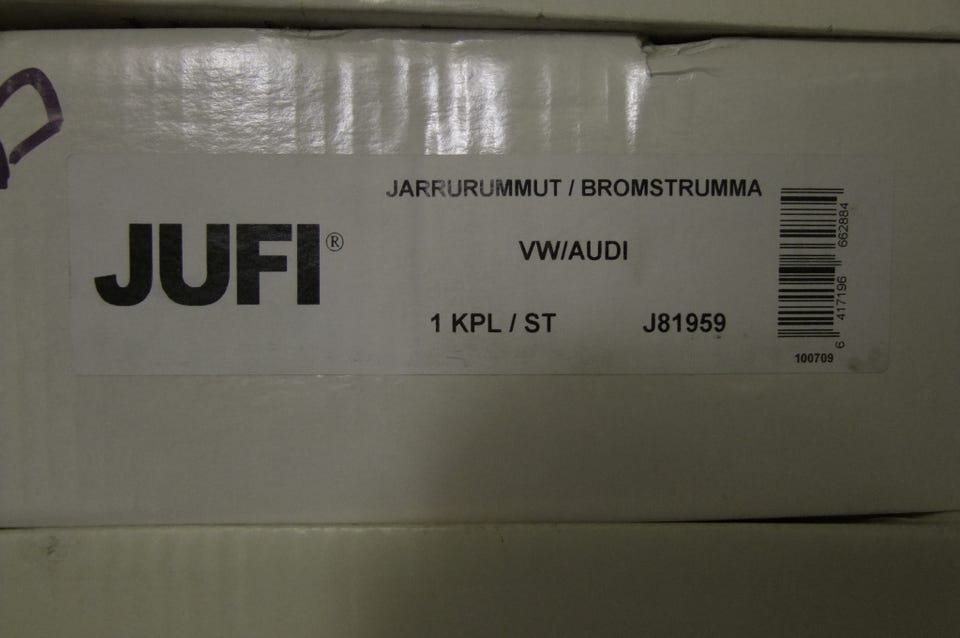 JARRURUMMUT / BROMSTRUMMA
JUFI®
VW/AUDI
1 KPL / ST J81959
6 417196 662884
100709